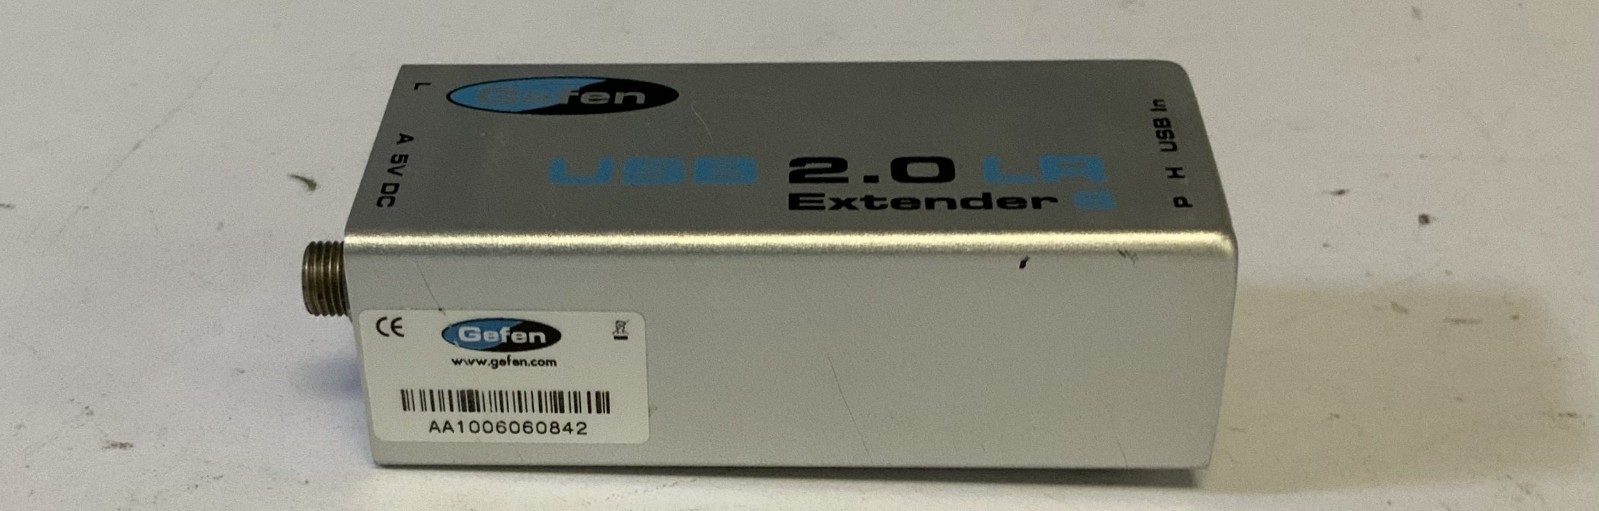 Gefen
USB 2.0 LR
Extender S
L
A
5V DC
USB In
H
P
CE
Gefen
www.gefen.com
AA1006060842